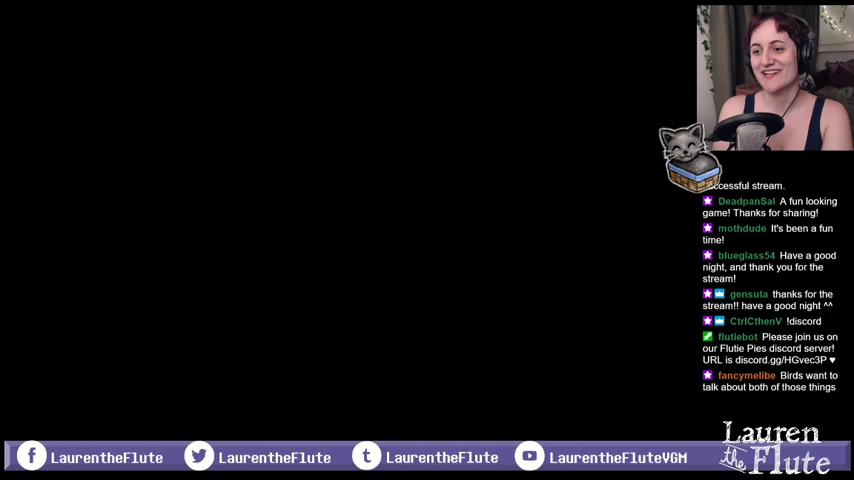 successful stream.
DeadpanSal A fun looking
game! Thanks for sharing!
mothdude It's been a fun
time!
blueglass54 Have a good
night, and thank you for the
stream!
gensuta thanks for the
stream!! have a good night ^^
CtrlCthenV !discord
flutiebot Please join us on
our Flutie Pies discord server!
URL is discord.gg/HGvec3P ♥
fancymelibe Birds want to
talk about both of those things
LaurentheFlute
LaurentheFlute
LaurentheFlute
LaurentheFluteVGM
Lauren
the Flute